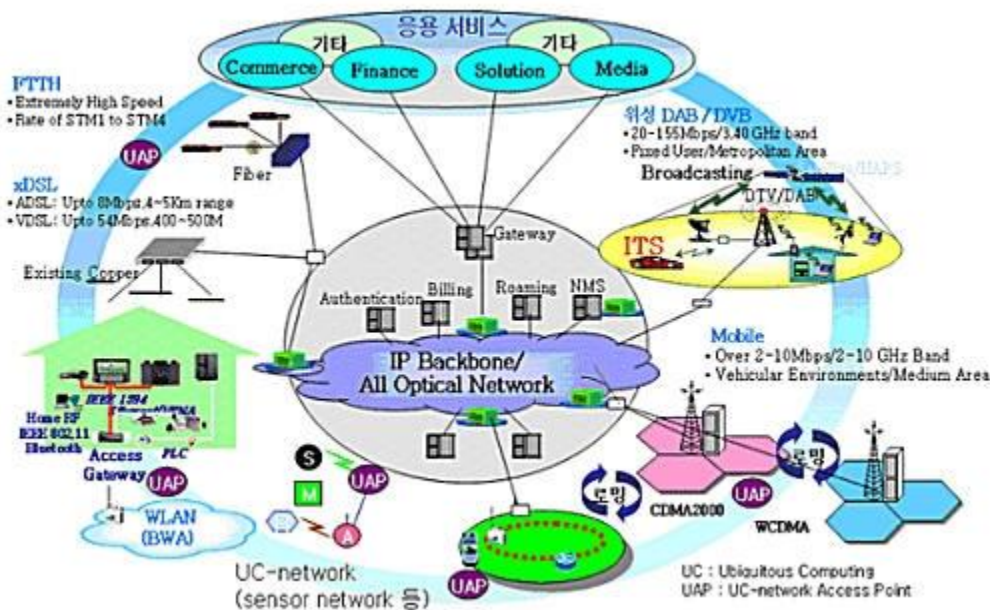 응용 서비스
기타
기타
Commerce
Finance
Solution
Media
FTTH
• Extremely High Speed
• Rate of STM1 to STM4
UAP
Fiber
xDSL
• ADSL: Upto 8Mbps,4~5Km range
• VDSL: Upto 54Mbps,400~500M
Existing Copper
위성 DAB / DVB
• 20-155Mbps/3,40 GHz band
• Fixed User/Metropolitan Area
Broadcasting
DTV/DAB
ITS
Gateway
Authentication
Billing
Roaming
NMS
IP Backbone/
All Optical Network
Mobile
• Over 2-10Mbps/2-10 GHz Band
• Vehicular Environments/Medium Area
IEEE 1394
Home RF
IEEE 802.11
Bluetooth
PLC
Access
Gateway
UAP
WLAN
(BWA)
S
M
A
UAP
로밍
CDMA2000
UAP
로밍
WCDMA
UAP
UC-network
(sensor network 등)
UC : Ubiquitous Computing
UAP : UC-network Access Point